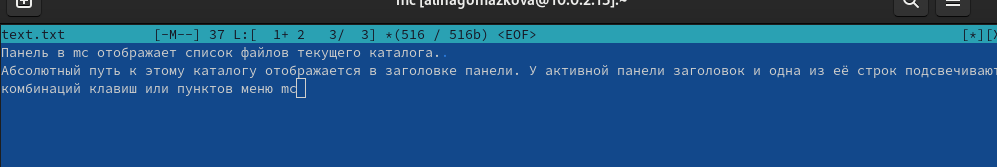 mc [alinagomazkova@10.0.2.15]:~
text.txt [-M--] 37 L:[ 1+ 2 3/ 3] *(516 / 516b) <EOF> [*][X
Панель в mc отображает список файлов текущего каталога..
Абсолютный путь к этому каталогу отображается в заголовке панели. У активной панели заголовок и одна из её строк подсвечивают
комбинаций клавиш или пунктов меню mc